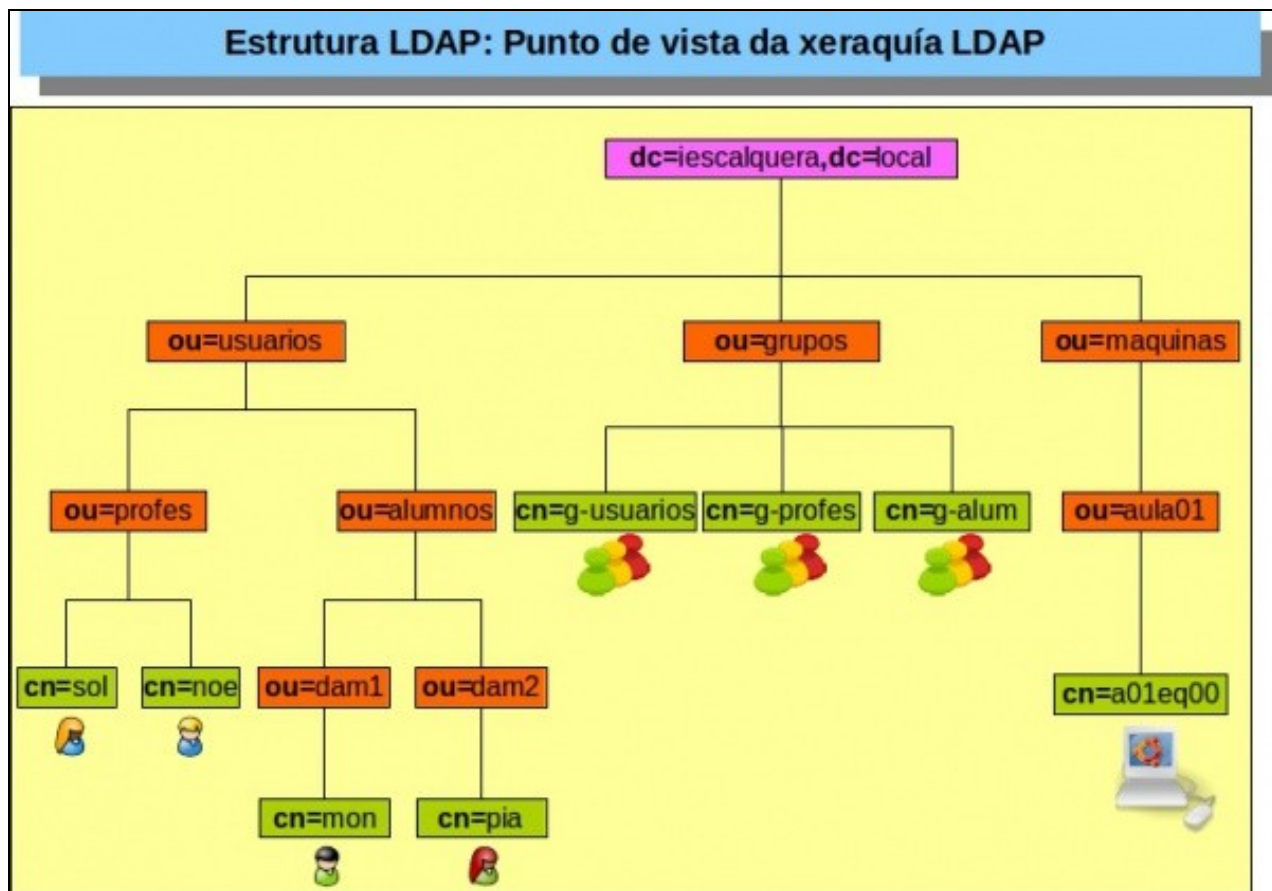 Estrutura LDAP: Punto de vista da xeraquía LDAP
dc=iescalquera,dc=local
ou=usuarios
ou=grupos
ou=maquinas
ou=profes
ou=alumnos
cn=g-usuarios
cn=g-profes
cn=g-alum
ou=aula01
cn=sol
cn=noe
ou=dam1
ou=dam2
cn=a01eq00
cn=mon
cn=pia